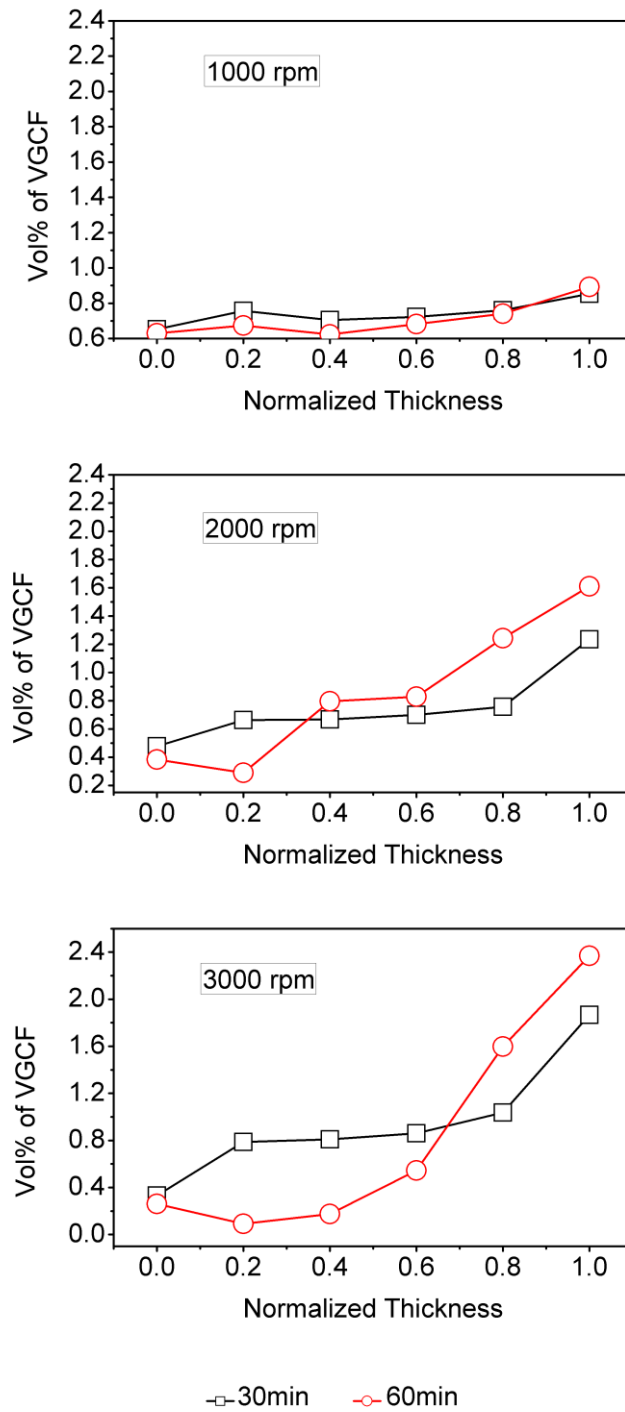 2.4
2.2
2.0
1.8
1.6
1.4
1.2
1.0
0.8
0.6
Vol% of VGCF
1000 rpm
0.0 0.2 0.4 0.6 0.8 1.0
Normalized Thickness
2.4
2.2
2.0
1.8
1.6
1.4
1.2
1.0
0.8
0.6
0.4
0.2
Vol% of VGCF
2000 rpm
0.0 0.2 0.4 0.6 0.8 1.0
Normalized Thickness
2.4
2.0
1.6
1.2
0.8
0.4
0.0
Vol% of VGCF
3000 rpm
0.0 0.2 0.4 0.6 0.8 1.0
Normalized Thickness
30min 60min